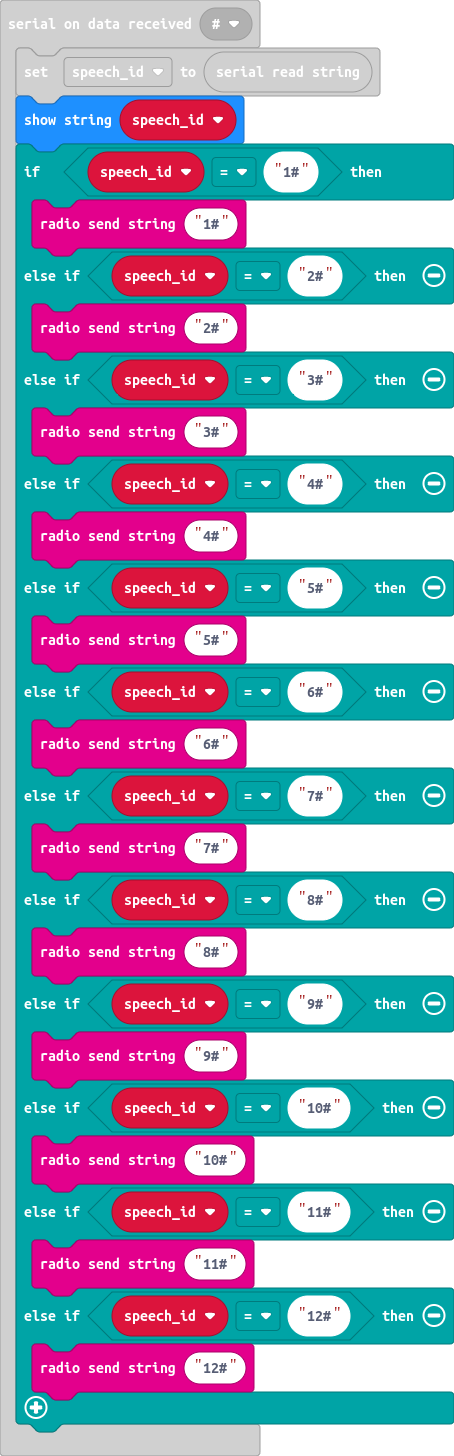 serial on data received #
set speech_id to serial read string
show string speech_id
if speech_id = "1#" then
radio send string "1#"
else if speech_id = "2#" then
radio send string "2#"
else if speech_id = "3#" then
radio send string "3#"
else if speech_id = "4#" then
radio send string "4#"
else if speech_id = "5#" then
radio send string "5#"
else if speech_id = "6#" then
radio send string "6#"
else if speech_id = "7#" then
radio send string "7#"
else if speech_id = "8#" then
radio send string "8#"
else if speech_id = "9#" then
radio send string "9#"
else if speech_id = "10#" then
radio send string "10#"
else if speech_id = "11#" then
radio send string "11#"
else if speech_id = "12#" then
radio send string "12#"